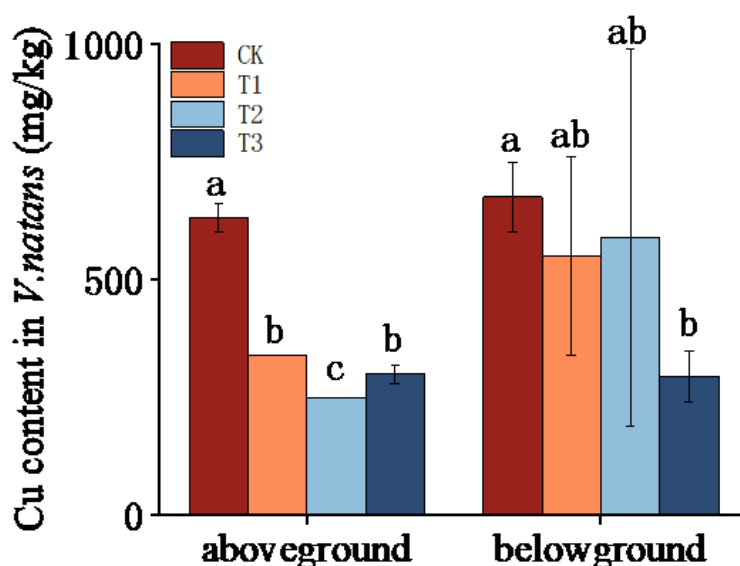 Cu content in V.natans (mg/kg)
1000
500
0
CK
T1
T2
T3
a
b
c
b
a
ab
ab
b
aboveground
belowground